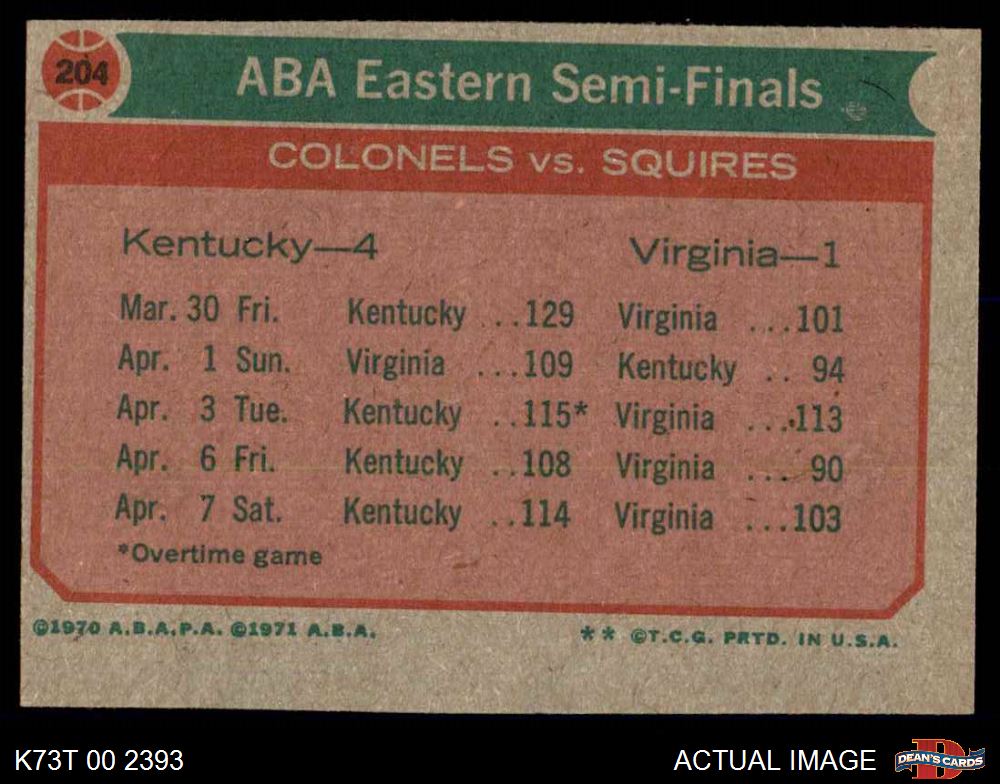 204
ABA Eastern Semi-Finals
COLONELS vs. SQUIRES
Kentucky—4 Virginia—1
Mar. 30 Fri. Kentucky ..129 Virginia ...101
Apr. 1 Sun. Virginia ...109 Kentucky .. 94
Apr. 3 Tue. Kentucky ..115* Virginia ...113
Apr. 6 Fri. Kentucky ..108 Virginia ... 90
Apr. 7 Sat. Kentucky ..114 Virginia ...103
*Overtime game
©1970 A.B.A.P.A. ©1971 A.B.A. ** ©T.C.G. PRTD. IN U.S.A.
K73T 00 2393 ACTUAL IMAGE DEAN'S CARDS